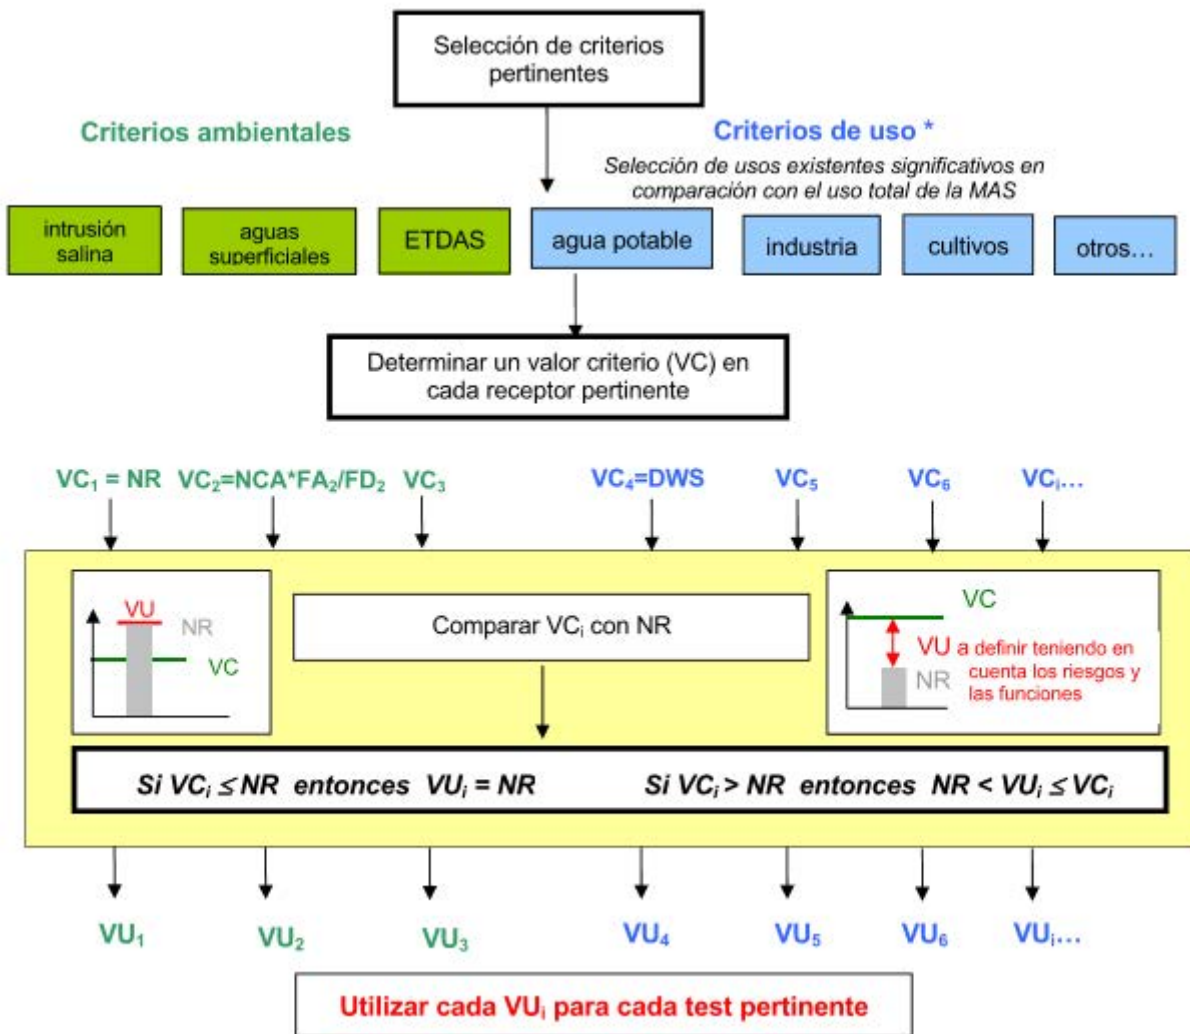 Selección de criterios
pertinentes
Criterios ambientales
Criterios de uso *
Selección de usos existentes significativos en
comparación con el uso total de la MAS
intrusión
salina
aguas
superficiales
ETDAS
agua potable
industria
cultivos
otros…
Determinar un valor criterio (VC) en
cada receptor pertinente
VC₁ = NR
VC₂=NCA*FA₂/FD₂
VC₃
VC₄=DWS
VC₅
VC₆
VCᵢ…
VU
NR
VC
Comparar VCᵢ con NR
VC
VU a definir teniendo en
cuenta los riesgos y
las funciones
NR
Si VCᵢ ≤ NR entonces VUᵢ = NR
Si VCᵢ > NR entonces NR < VUᵢ ≤ VCᵢ
VU₁
VU₂
VU₃
VU₄
VU₅
VU₆
VUᵢ…
Utilizar cada VUᵢ para cada test pertinente